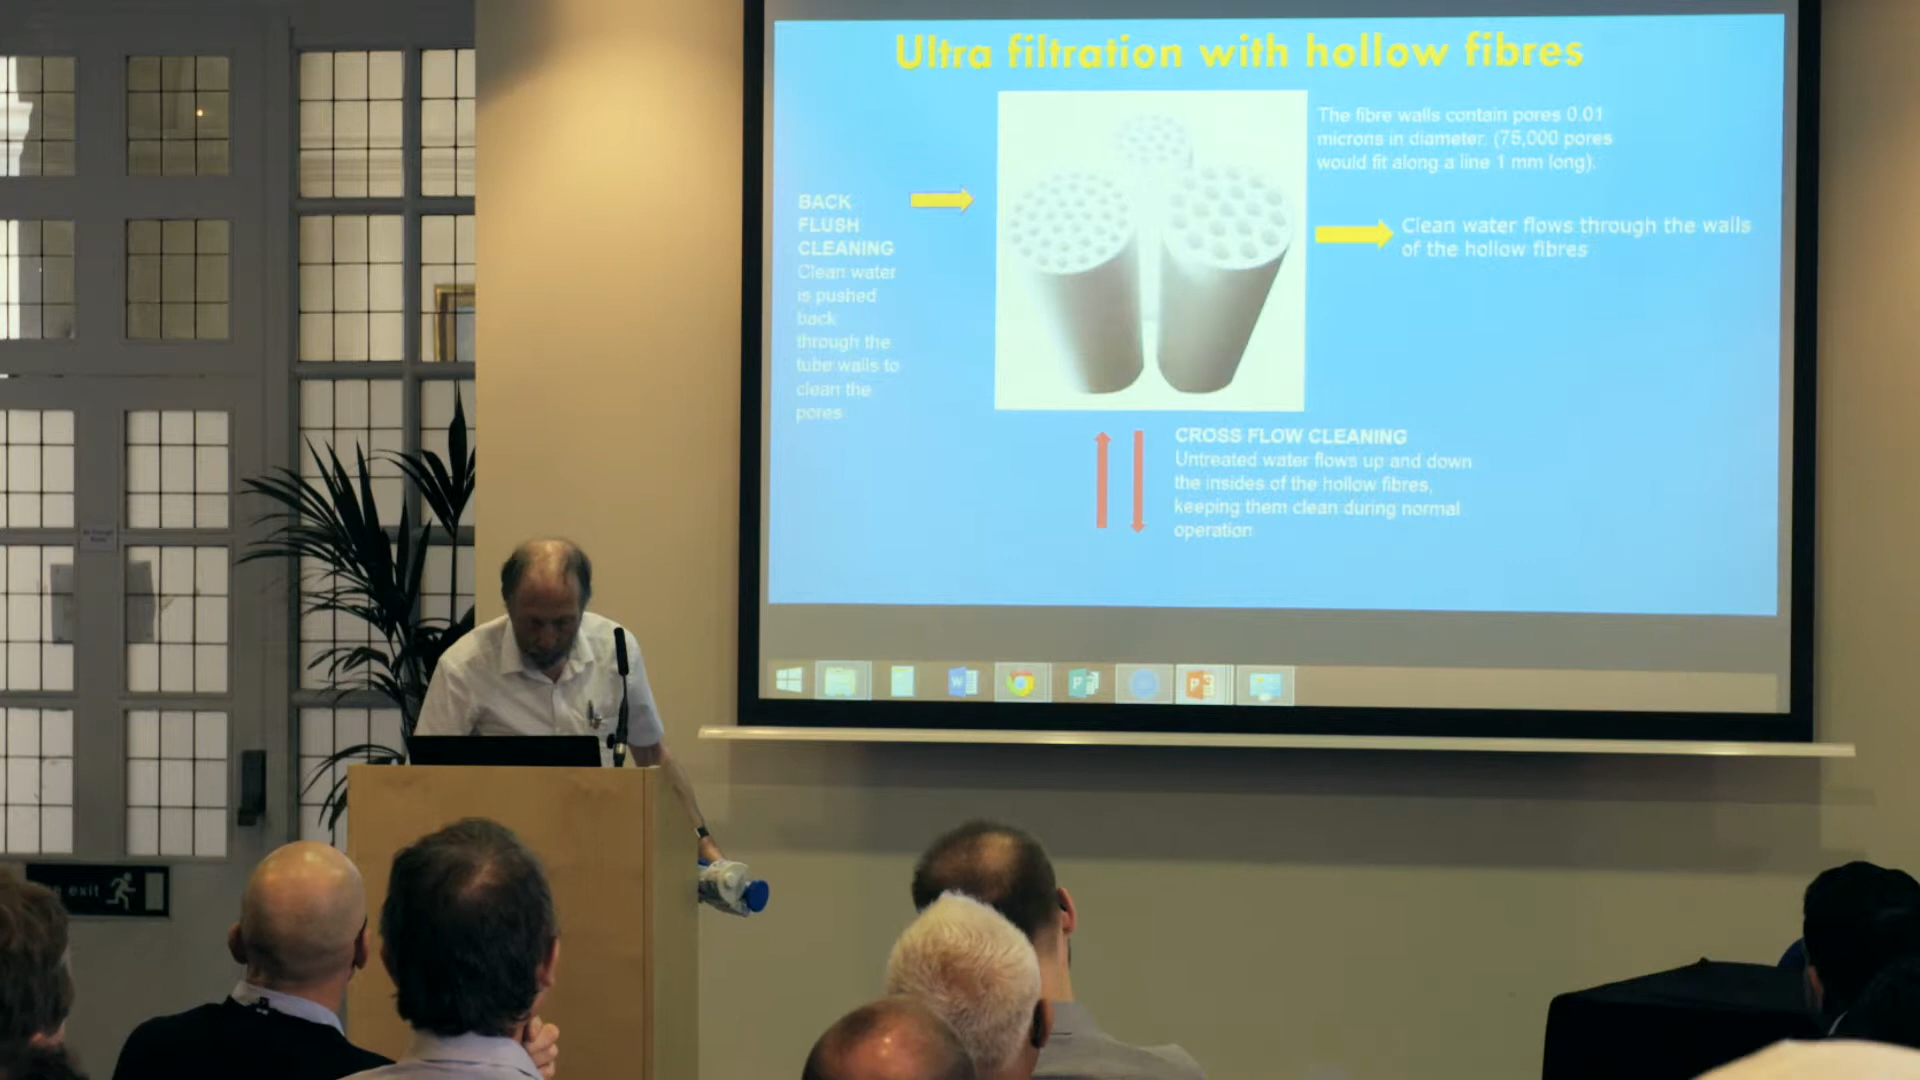 Ultra filtration with hollow fibres
The fibre walls contain pores 0.01
microns in diameter. (75,000 pores
would fit along a line 1 mm long).
BACK
FLUSH
CLEANING
Clean water
is pushed
back
through the
tube walls to
clean the
pores
Clean water flows through the walls
of the hollow fibres
CROSS FLOW CLEANING
Untreated water flows up and down
the insides of the hollow fibres,
keeping them clean during normal
operation
exit